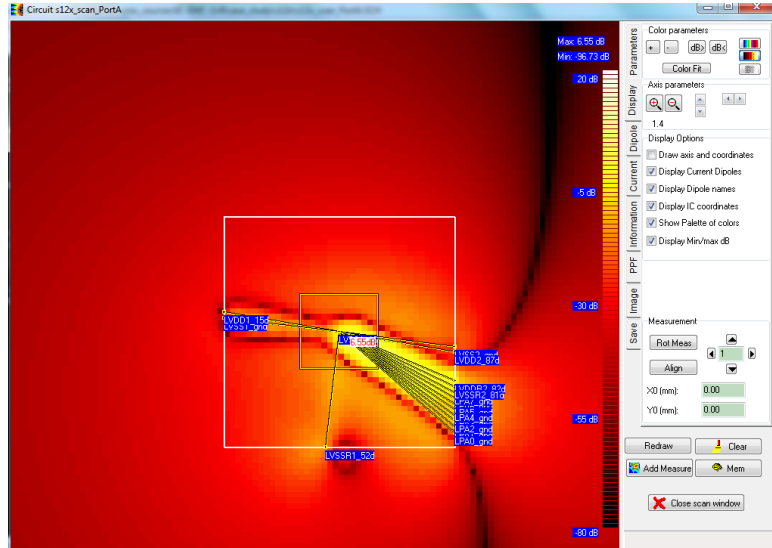 Circuit s12x_scan_PortA
Max: 6.55 dB
Min: -96.73 dB
20 dB
-5 dB
-30 dB
-55 dB
-80 dB
LVDD1_15d
LVSS1_gnd
6.55dB
LVDD2_87d
LVDDR2_82d
LVSSR2_81d
LPA4_gnd
LPA2_gnd
LPA0_gnd
LVSSR1_52d
Parameters
Display
Dipole
Current
Information
PPF
Image
Save
Color parameters
+
-
dB>
dB<
Color Fit
Axis parameters
1.4
Display Options
Draw axis and coordinates
Display Current Dipoles
Display Dipole names
Display IC coordinates
Show Palette of colors
Display Min/max dB
Measurement
Rot Meas
1
Align
X0 (mm):
0.00
Y0 (mm):
0.00
Redraw
Clear
Add Measure
Mem
Close scan window